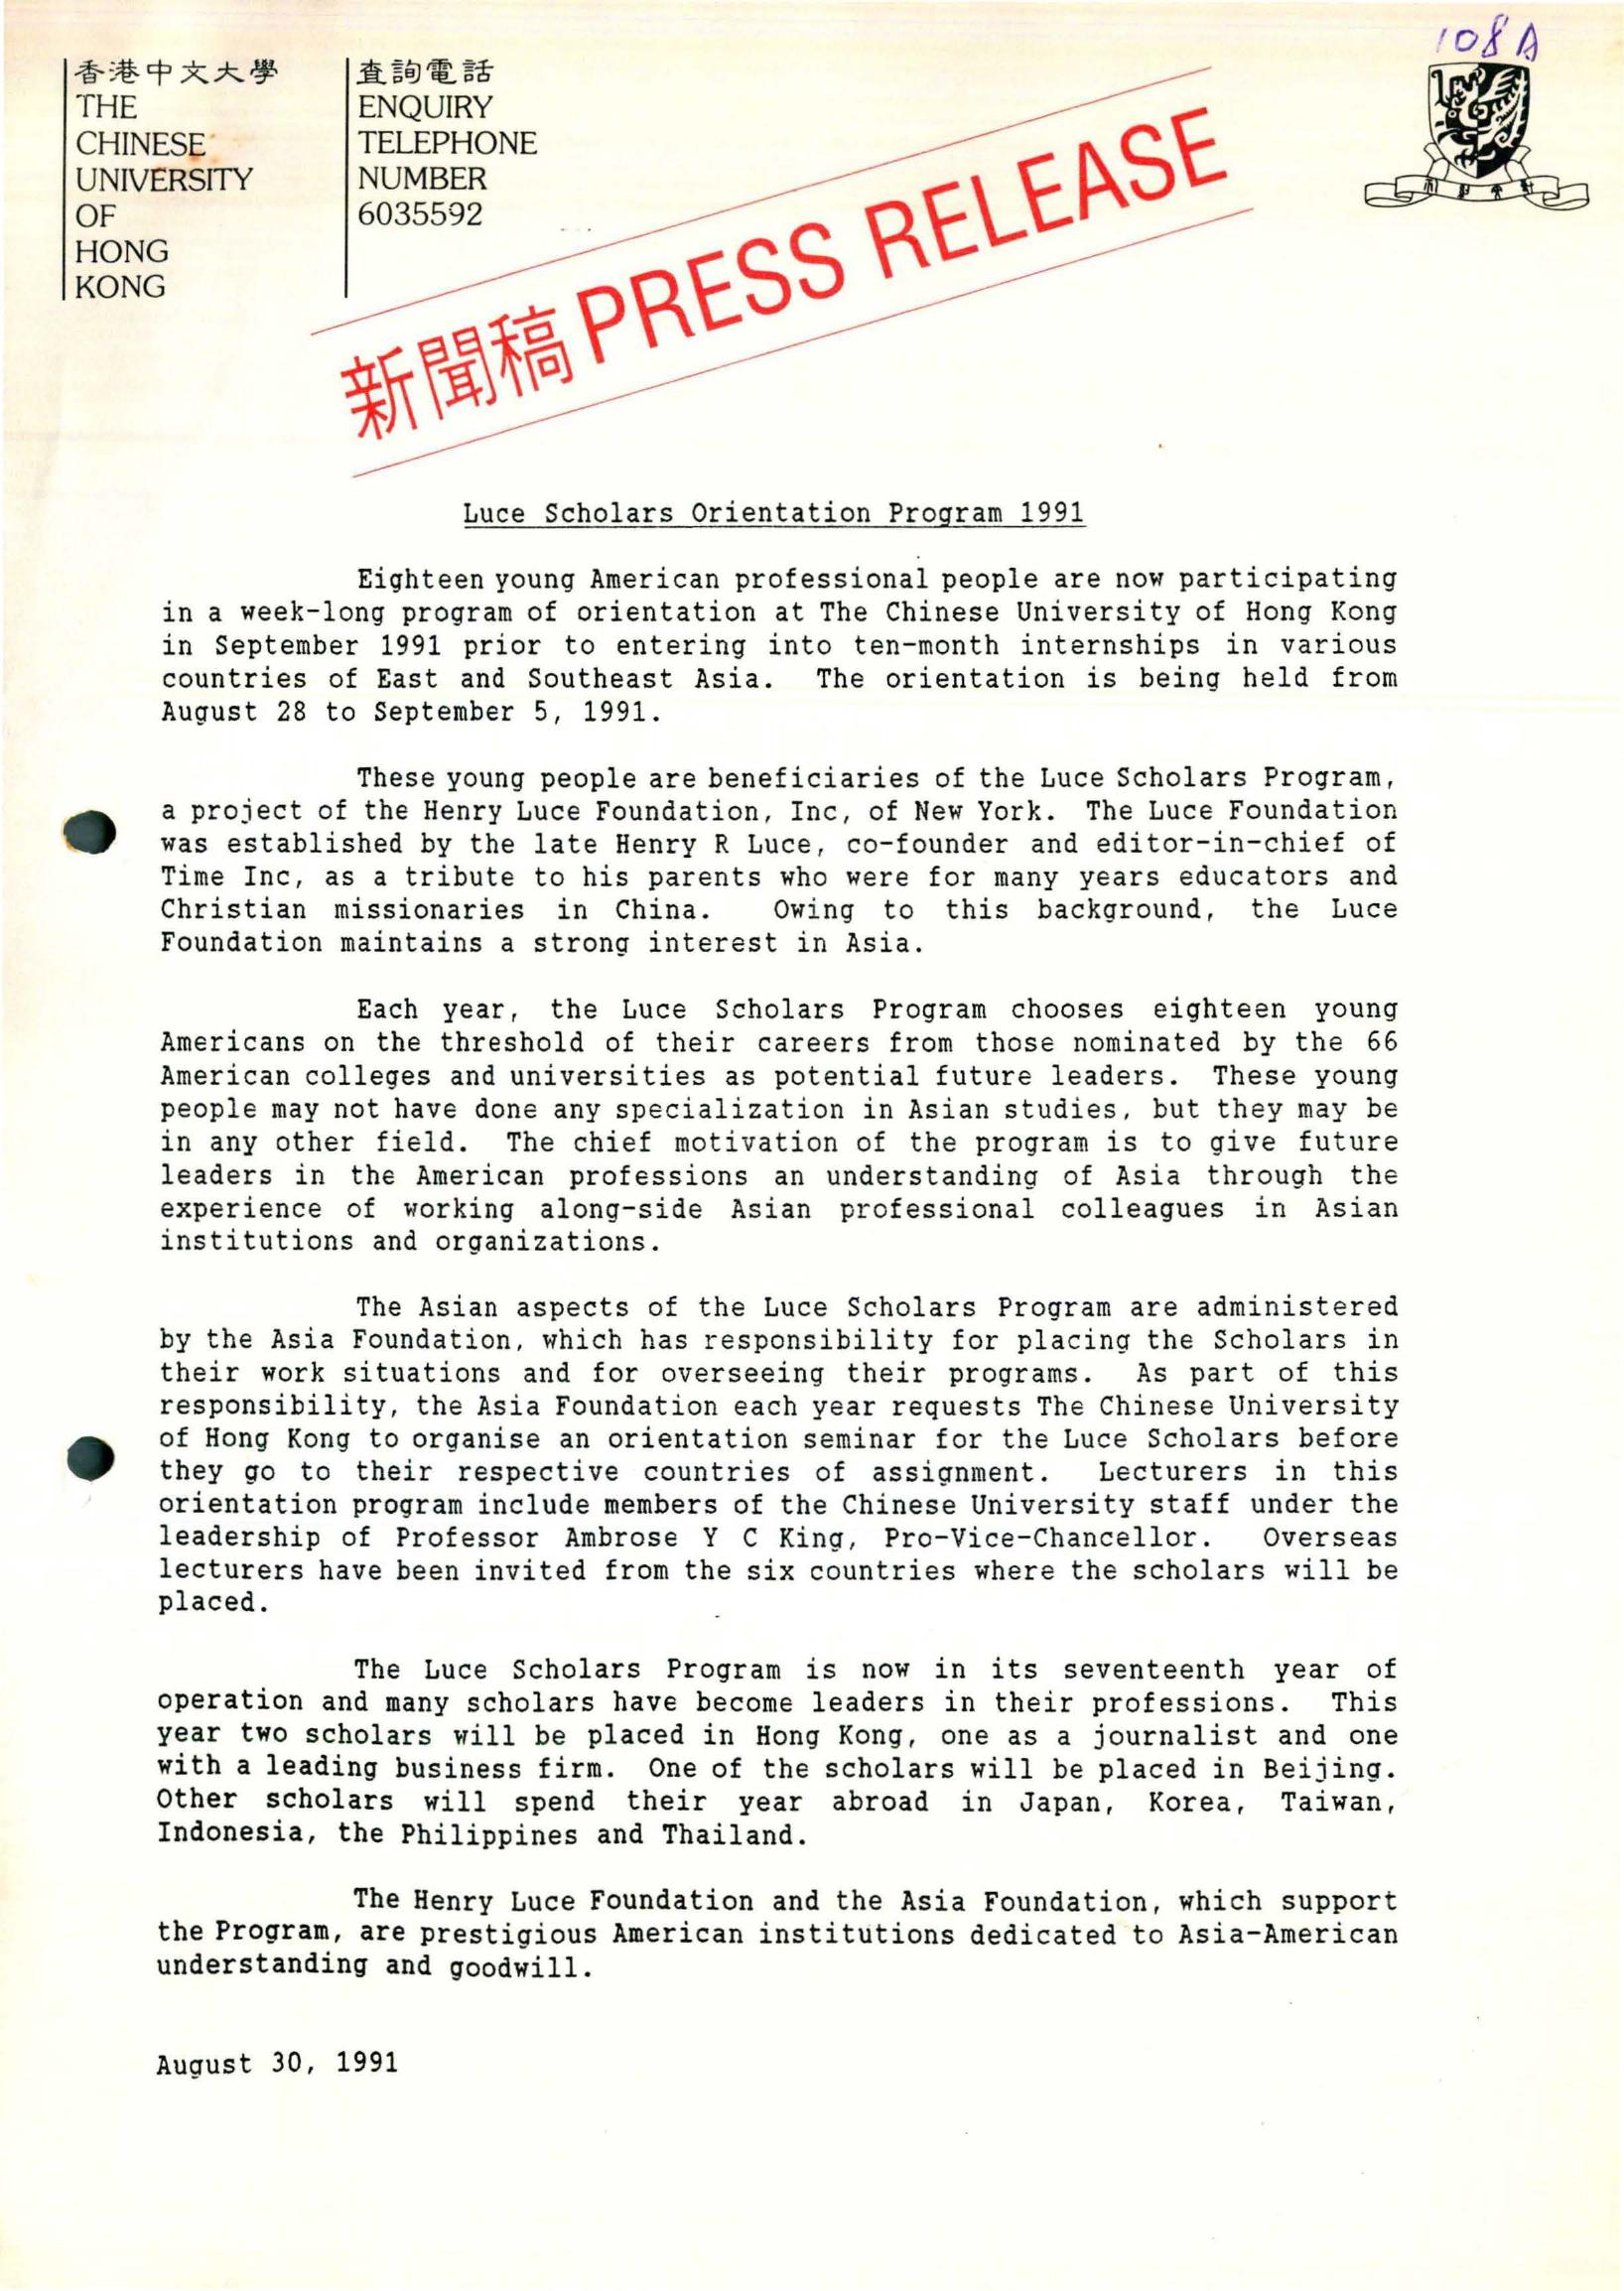 108A
香港中文大學
THE
CHINESE
UNIVERSITY
OF
HONG
KONG
查詢電話
ENQUIRY
TELEPHONE
NUMBER
6035592
新聞稿 PRESS RELEASE
Luce Scholars Orientation Program 1991
Eighteen young American professional people are now participating
in a week-long program of orientation at The Chinese University of Hong Kong
in September 1991 prior to entering into ten-month internships in various
countries of East and Southeast Asia. The orientation is being held from
August 28 to September 5, 1991.
These young people are beneficiaries of the Luce Scholars Program,
a project of the Henry Luce Foundation, Inc, of New York. The Luce Foundation
was established by the late Henry R Luce, co-founder and editor-in-chief of
Time Inc, as a tribute to his parents who were for many years educators and
Christian missionaries in China. Owing to this background, the Luce
Foundation maintains a strong interest in Asia.
Each year, the Luce Scholars Program chooses eighteen young
Americans on the threshold of their careers from those nominated by the 66
American colleges and universities as potential future leaders. These young
people may not have done any specialization in Asian studies, but they may be
in any other field. The chief motivation of the program is to give future
leaders in the American professions an understanding of Asia through the
experience of working along-side Asian professional colleagues in Asian
institutions and organizations.
The Asian aspects of the Luce Scholars Program are administered
by the Asia Foundation, which has responsibility for placing the Scholars in
their work situations and for overseeing their programs. As part of this
responsibility, the Asia Foundation each year requests The Chinese University
of Hong Kong to organise an orientation seminar for the Luce Scholars before
they go to their respective countries of assignment. Lecturers in this
orientation program include members of the Chinese University staff under the
leadership of Professor Ambrose Y C King, Pro-Vice-Chancellor. Overseas
lecturers have been invited from the six countries where the scholars will be
placed.
The Luce Scholars Program is now in its seventeenth year of
operation and many scholars have become leaders in their professions. This
year two scholars will be placed in Hong Kong, one as a journalist and one
with a leading business firm. One of the scholars will be placed in Beijing.
Other scholars will spend their year abroad in Japan, Korea, Taiwan,
Indonesia, the Philippines and Thailand.
The Henry Luce Foundation and the Asia Foundation, which support
the Program, are prestigious American institutions dedicated to Asia-American
understanding and goodwill.
August 30, 1991